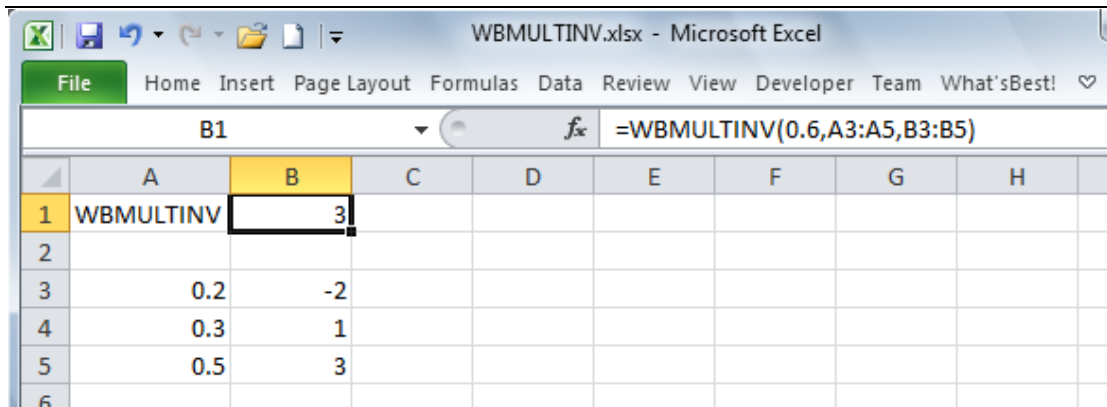 WBMULTINV.xlsx - Microsoft Excel
File Home Insert Page Layout Formulas Data Review View Developer Team What'sBest!
B1 fx =WBMULTINV(0.6,A3:A5,B3:B5)
A B C D E F G H
1 WBMULTINV 3
2
3 0.2 -2
4 0.3 1
5 0.5 3
6